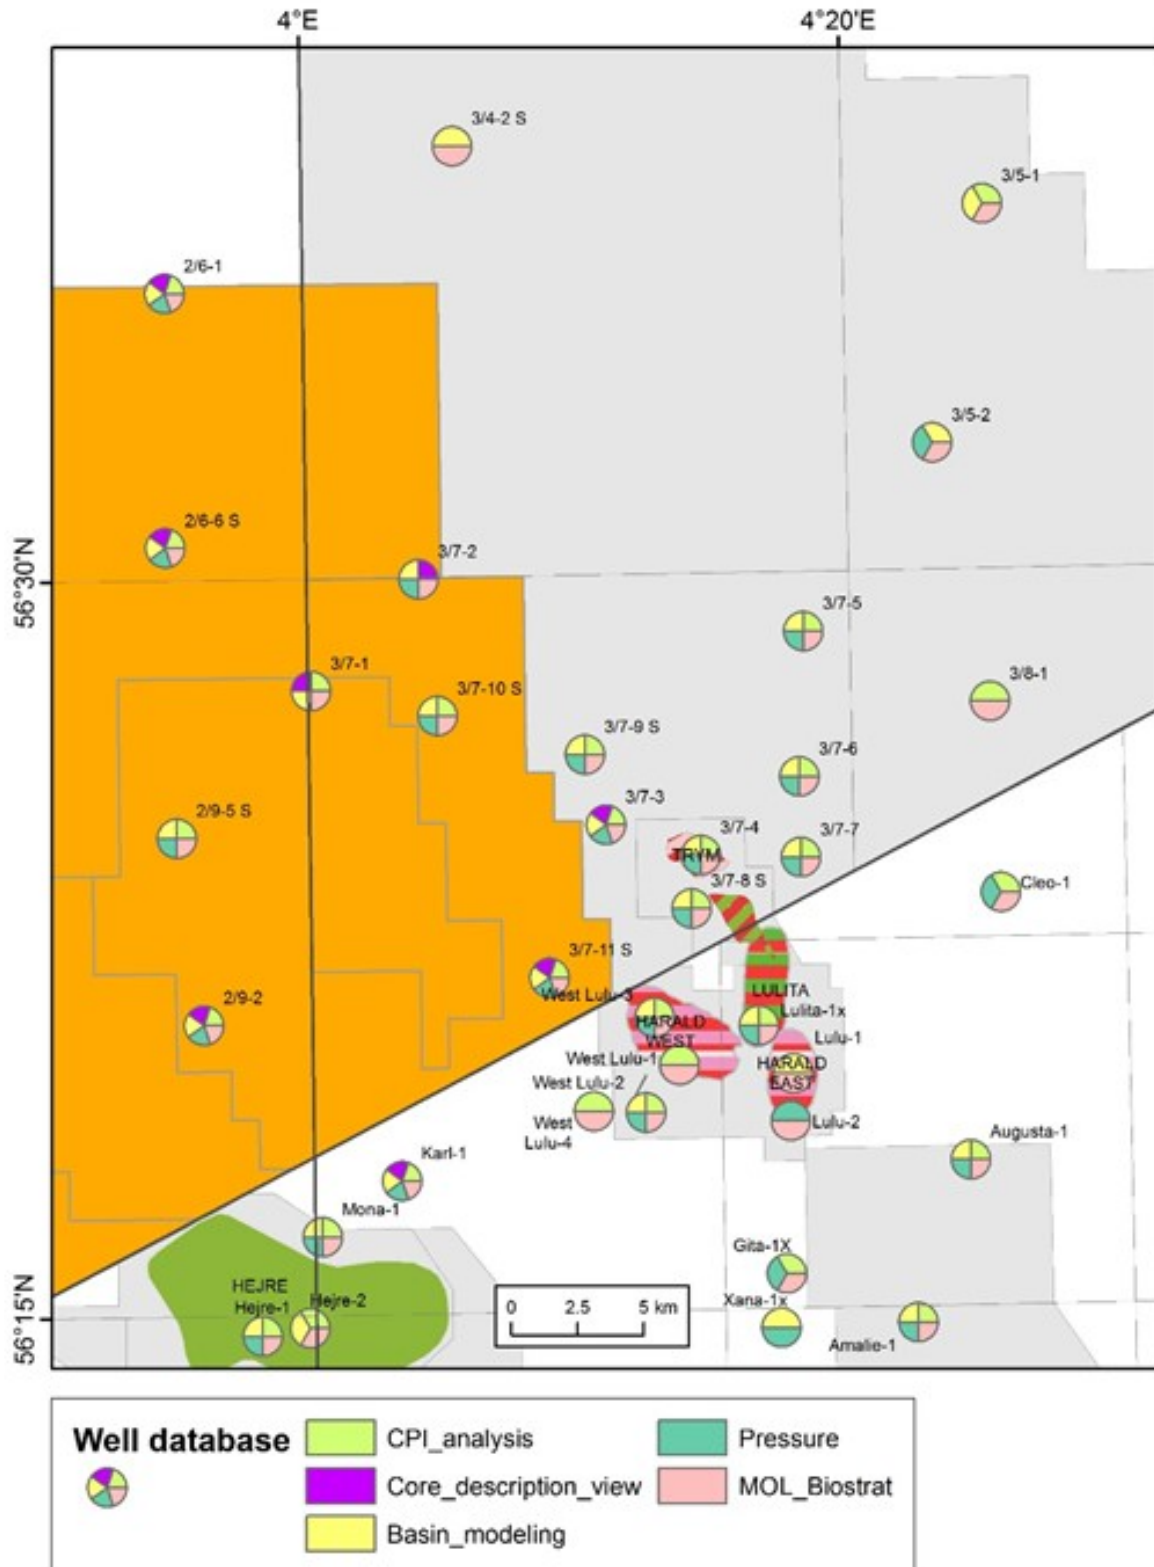 4°E
4°20'E
3/4-2 S
3/5-1
2/6-1
3/5-2
2/6-6 S
3/7-2
56°30'N
3/7-5
3/7-1
3/7-10 S
3/8-1
3/7-9 S
3/7-6
2/9-5 S
3/7-3
3/7-4
3/7-7
TRYM
3/7-8 S
Cleo-1
3/7-11 S
West Lulu-3
LULITA
2/9-2
Lulita-1x
HARALD
WEST
Lulu-1
West Lulu-1
HARALD
EAST
West Lulu-2
West
Lulu-4
Lulu-2
Augusta-1
Karl-1
Mona-1
Gita-1X
HEJRE
Hejre-1
Hejre-2
Xana-1x
Amalie-1
0 2.5 5 km
56°15'N
Well database
CPI_analysis
Pressure
Core_description_view
MOL_Biostrat
Basin_modeling